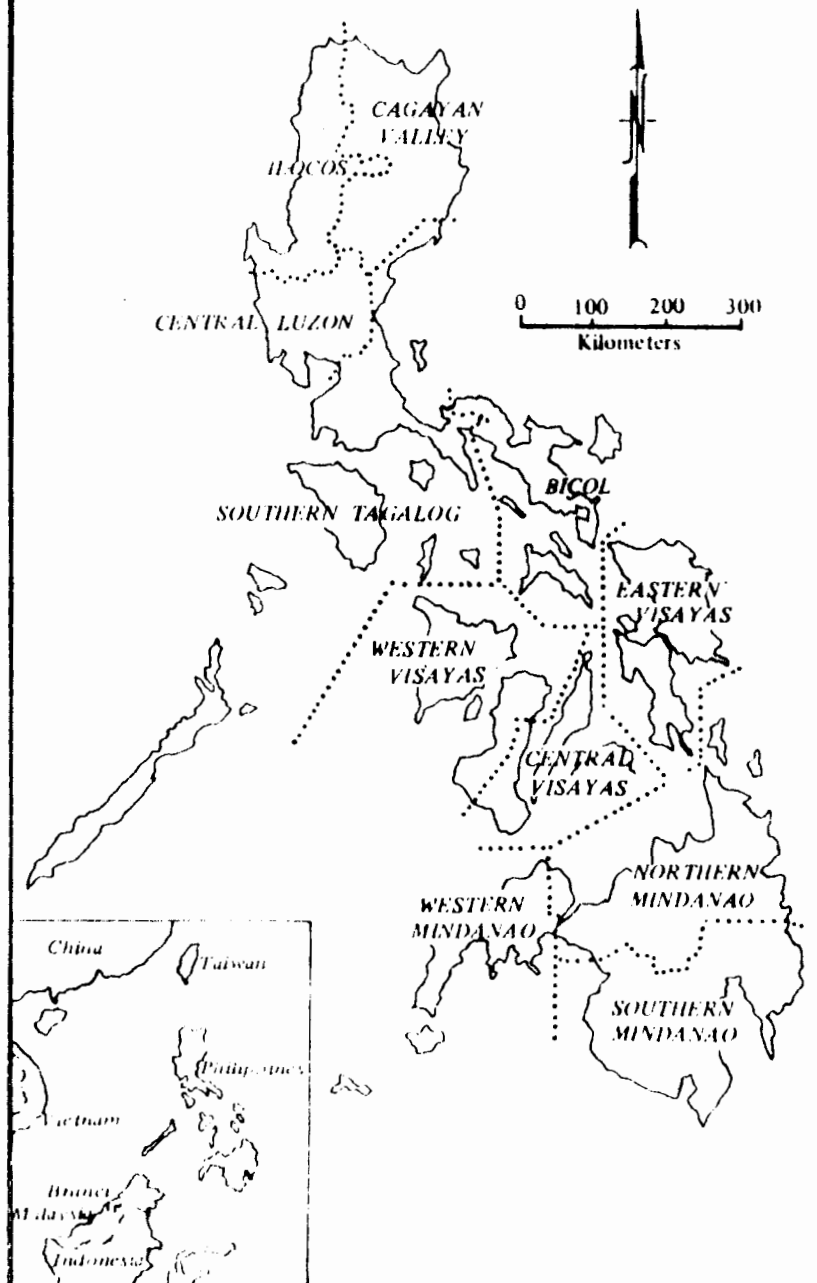 CAGAYAN
VALLEY
ILOCOS
0 100 200 300
Kilometers
CENTRAL LUZON
BICOL
SOUTHERN TAGALOG
EASTERN
VISAYAS
WESTERN
VISAYAS
CENTRAL
VISAYAS
NORTHERN
MINDANAO
WESTERN
MINDANAO
SOUTHERN
MINDANAO
China
Taiwan
Philippines
Vietnam
Brunei
Malaysia
Indonesia